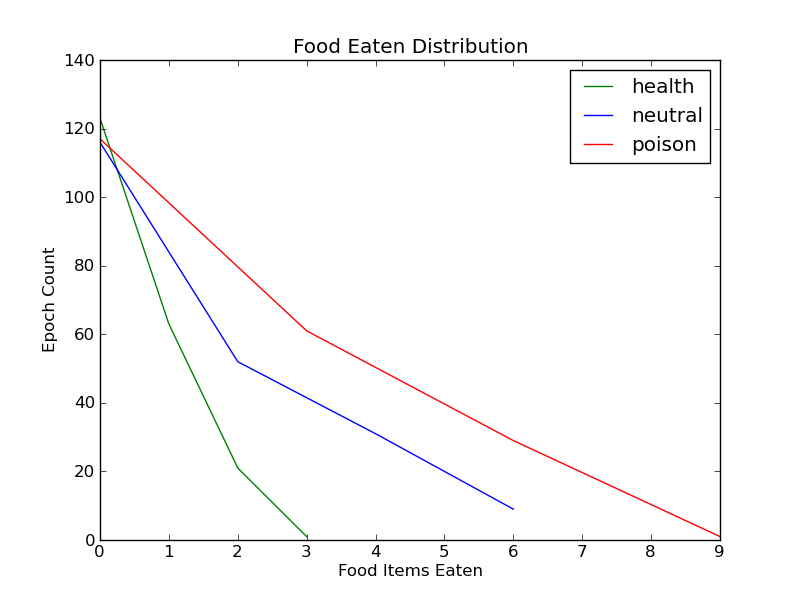 Food Eaten Distribution
140
120
100
80
60
40
20
0
Epoch Count
health
neutral
poison
0 1 2 3 4 5 6 7 8 9
Food Items Eaten